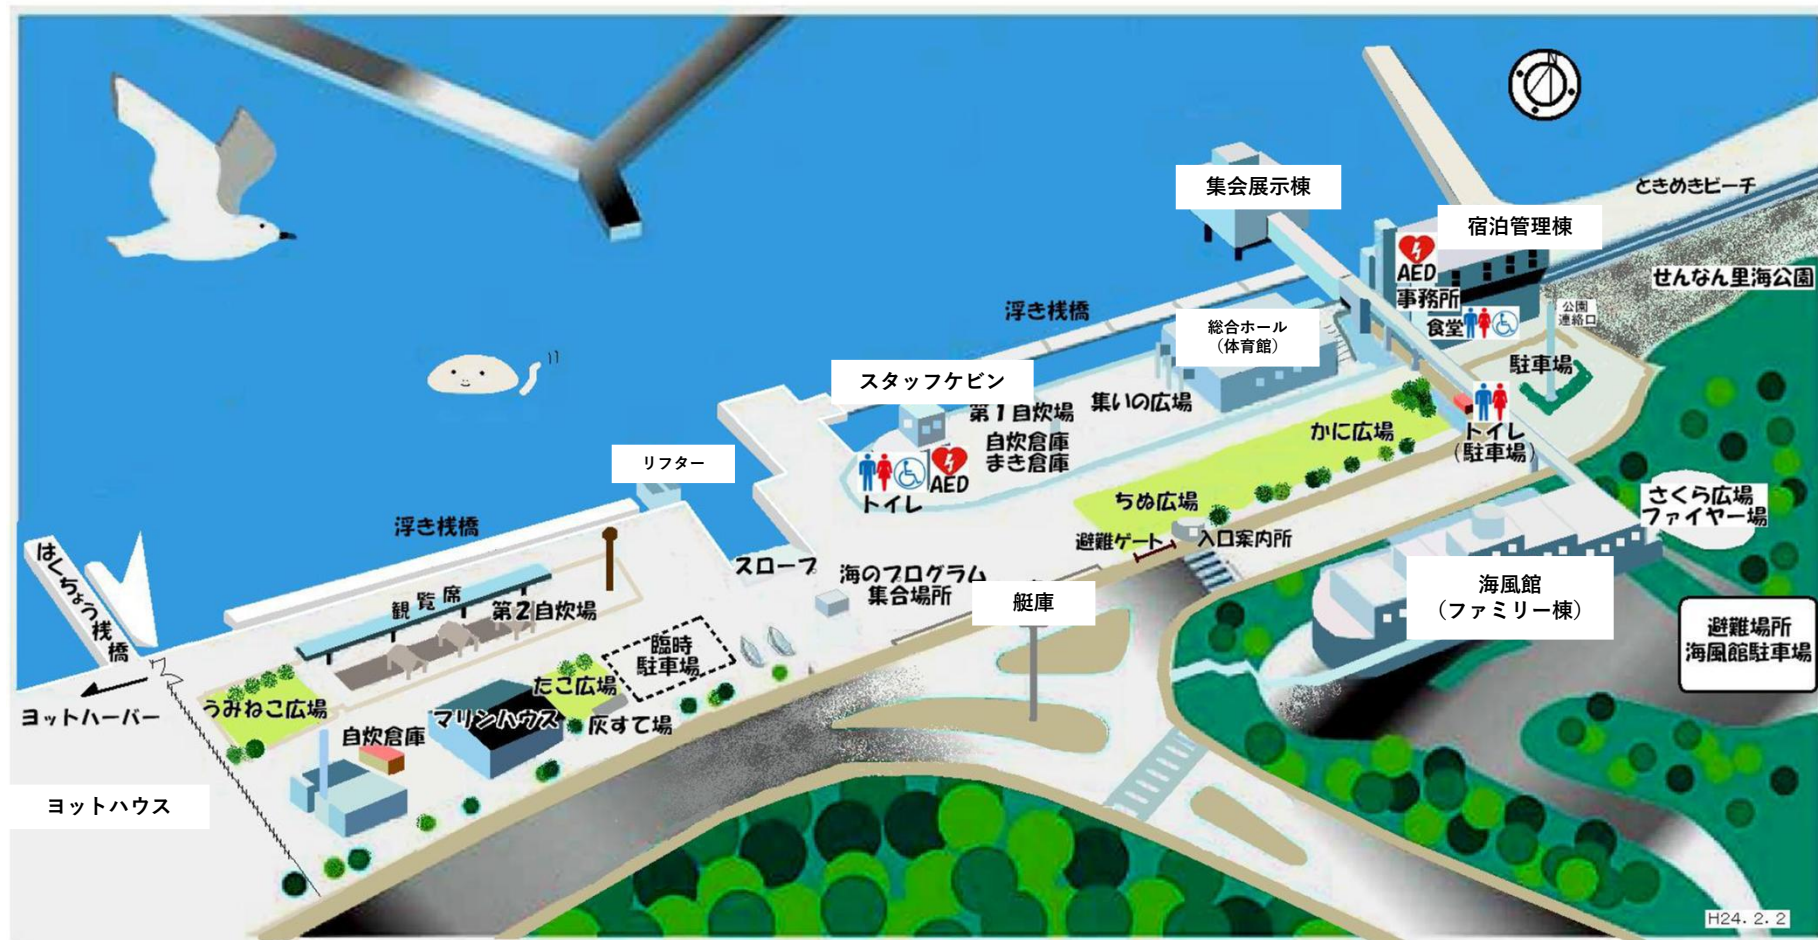 N
集会展示棟
ときめきビーチ
宿泊管理棟
AED
事務所
食堂
せんなん里海公園
公園
連絡口
駐車場
浮き桟橋
総合ホール
（体育館）
スタッフケビン
第１自炊場
集いの広場
自炊倉庫
まき倉庫
かに広場
トイレ
（駐車場）
リフター
AED
トイレ
ちぬ広場
さくら広場
ファイヤー場
浮き桟橋
避難ゲート
入口案内所
はくちょう桟橋
スロープ
海のプログラム
集合場所
観覧席
第２自炊場
艇庫
海風館
（ファミリー棟）
避難場所
海風館駐車場
臨時
駐車場
たこ広場
うみねこ広場
マリンハウス
灰すて場
ヨットハーバー
自炊倉庫
ヨットハウス
H24.2.2